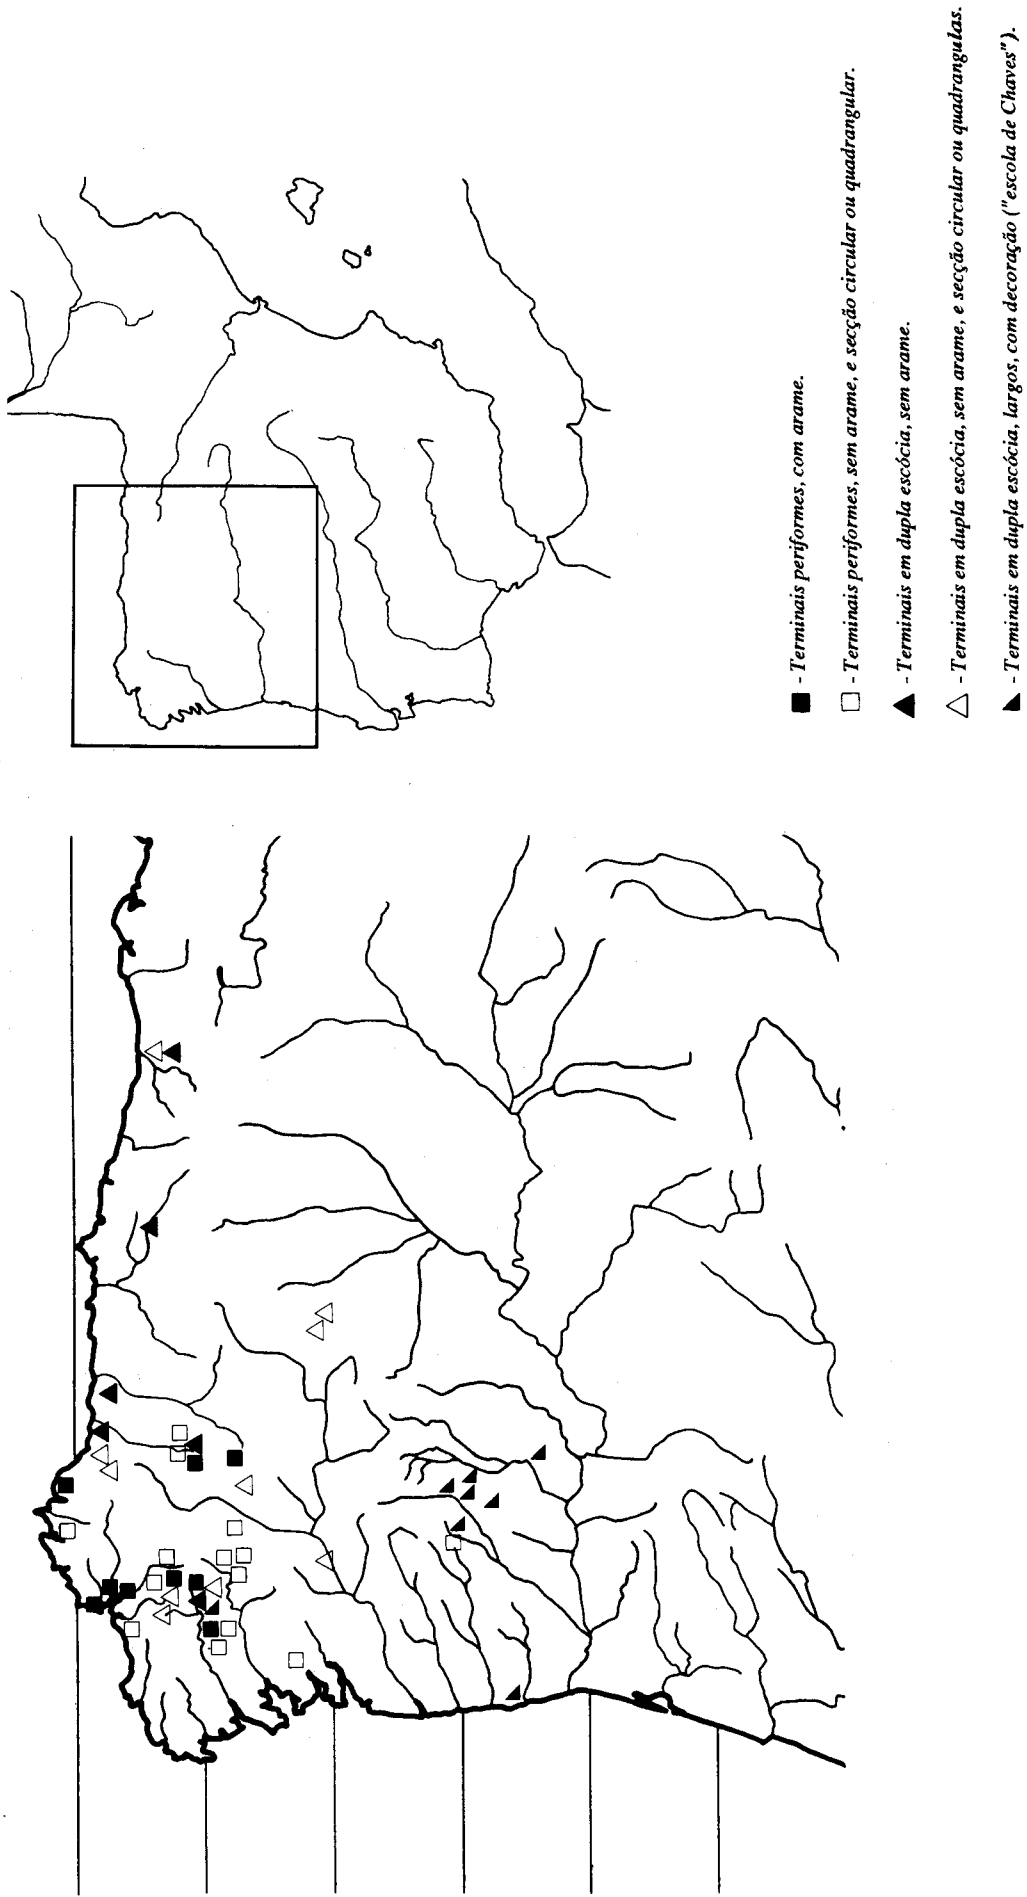 - Terminais periformes, com arame.
- Terminais periformes, sem arame, e secção circular ou quadrangular.
- Terminais em dupla escócia, sem arame.
- Terminais em dupla escócia, sem arame, e secção circular ou quadrangulas.
- Terminais em dupla escócia, largos, com decoração ("escola de Chaves").